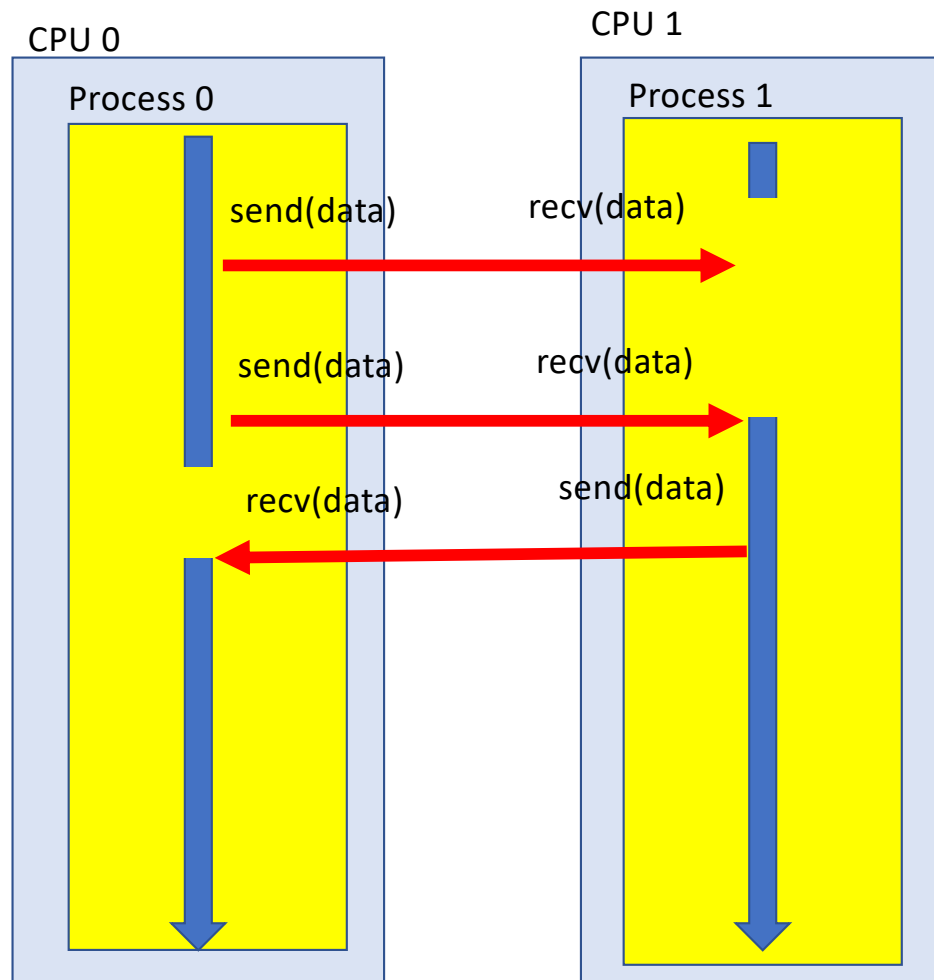 CPU 0
CPU 1
Process 0
Process 1
send(data)
recv(data)
send(data)
recv(data)
recv(data)
send(data)